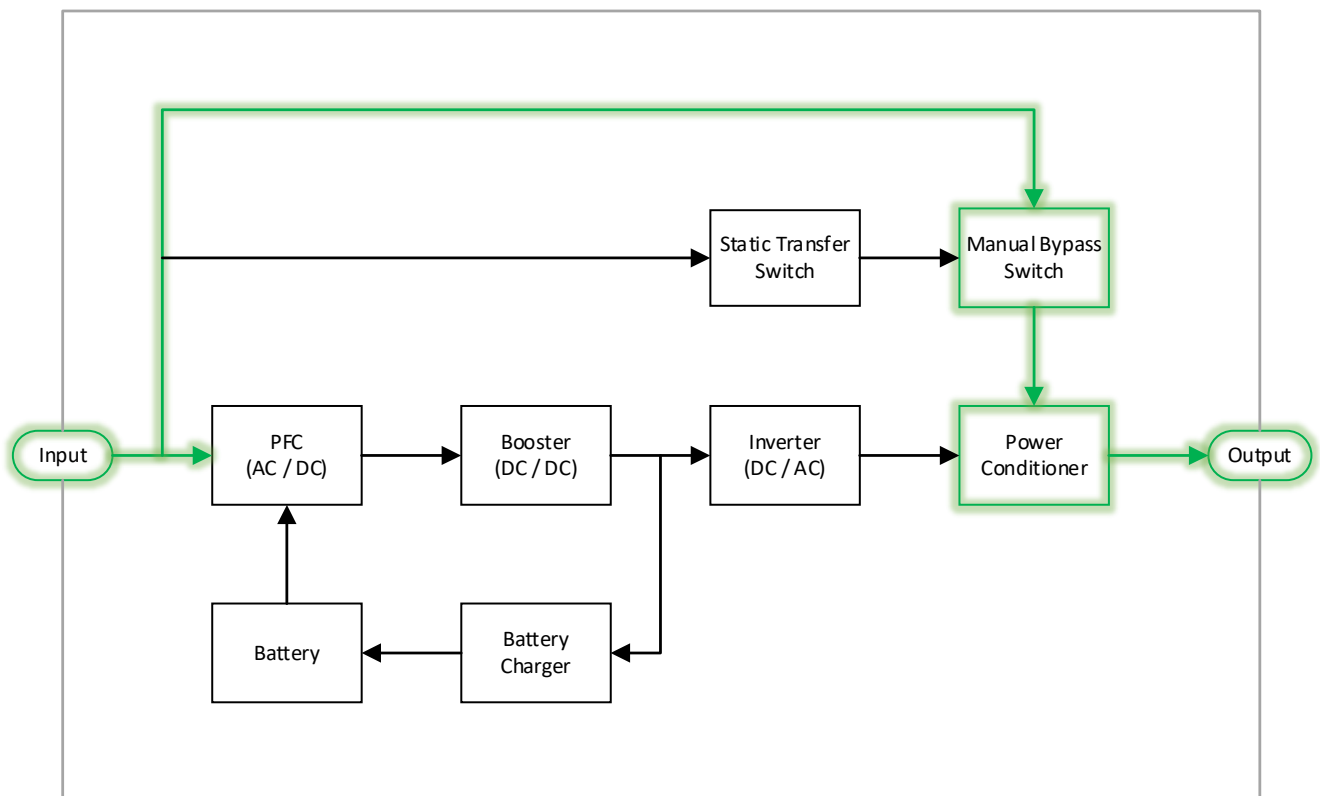 Static Transfer
Switch
Manual Bypass
Switch
Input
PFC
(AC / DC)
Booster
(DC / DC)
Inverter
(DC / AC)
Power
Conditioner
Output
Battery
Battery
Charger